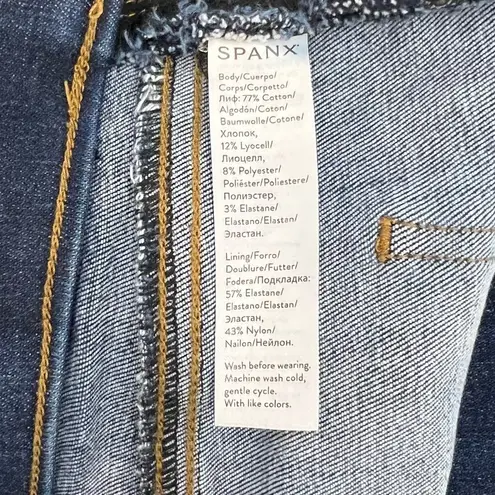 SPANX®
Body/Cuerpo/
Corps/Corpetto/
Лиф: 77% Cotton/
Algodón/Coton/
Baumwolle/Cotone/
Хлопок,
12% Lyocell/
Лиоцелл,
8% Polyester/
Poliéster/Poliestere/
Полиэстер,
3% Elastane/
Elastano/Elastan/
Эластан.
Lining/Forro/
Doublure/Futter/
Fodera/Подкладка:
57% Elastane/
Elastano/Elastan/
Эластан,
43% Nylon/
Nailon/Нейлон.
Wash before wearing.
Machine wash cold,
gentle cycle.
With like colors.